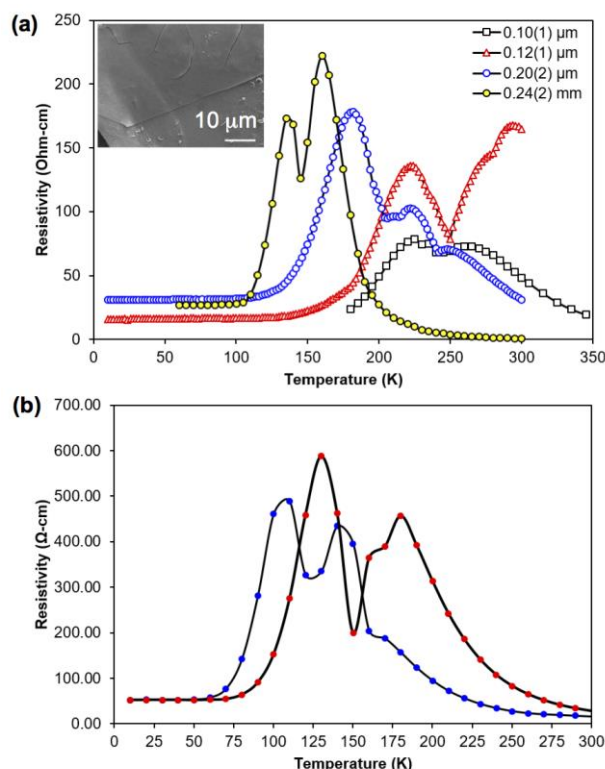 (a)
300
250
200
150
100
50
0
Resistivity (Ohm-cm)
10 μm
0.10(1) μm
0.12(1) μm
0.20(2) μm
0.24(2) mm
0 50 100 150 200 250 300 350
Temperature (K)
(b)
700.00
600.00
500.00
400.00
300.00
200.00
100.00
0.00
Resistivity (Ω-cm)
0 25 50 75 100 125 150 175 200 225 250 275 300
Temperature (K)